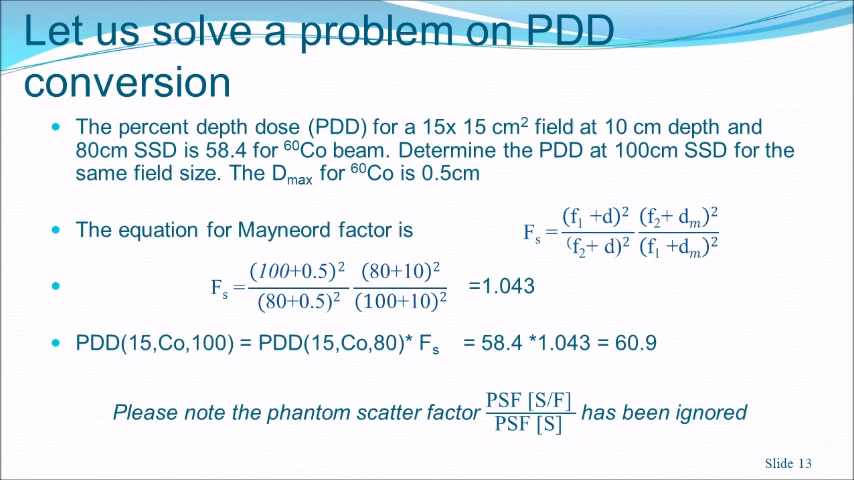 Let us solve a problem on PDD
conversion
• The percent depth dose (PDD) for a 15x 15 cm² field at 10 cm depth and
80cm SSD is 58.4 for ⁶⁰Co beam. Determine the PDD at 100cm SSD for the
same field size. The Dmax for ⁶⁰Co is 0.5cm
• The equation for Mayneord factor is Fs = (f₁ +d)² (f₂+ dₘ)² / (f₂+ d)² (f₁ +dₘ)²
• Fs = (100+0.5)² (80+10)² / (80+0.5)² (100+10)² =1.043
• PDD(15,Co,100) = PDD(15,Co,80)* Fs = 58.4 *1.043 = 60.9
Please note the phantom scatter factor PSF [S/F] / PSF [S] has been ignored
Slide 13